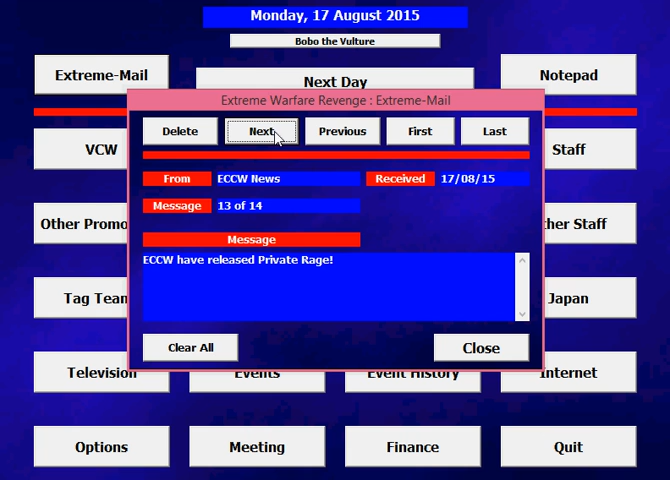 Monday, 17 August 2015
Bobo the Vulture
Extreme-Mail
Next Day
Notepad
Extreme Warfare Revenge : Extreme-Mail
Delete
Next
Previous
First
Last
VCW
Staff
From
ECCW News
Received
17/08/15
Message
13 of 14
Other Promo
her Staff
Message
ECCW have released Private Rage!
Tag Team
Japan
Clear All
Close
Television
Events
Event History
Internet
Options
Meeting
Finance
Quit